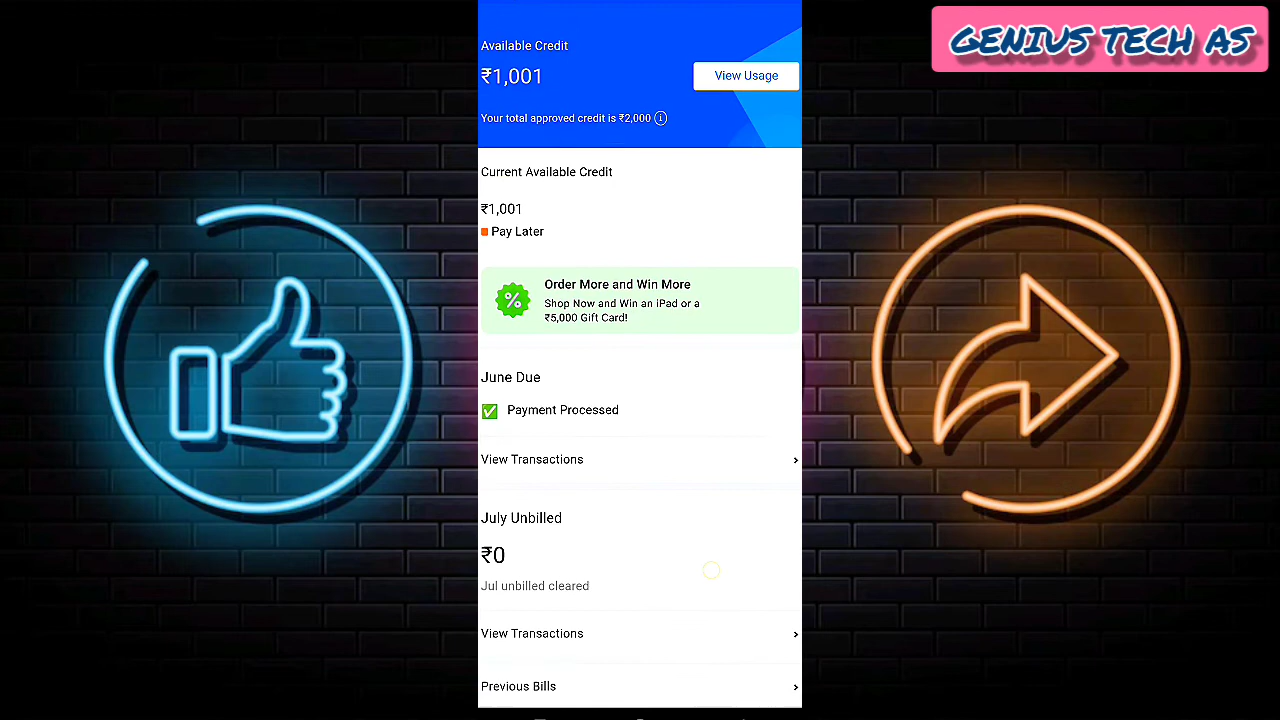 GENIUS TECH AS
Available Credit
₹1,001
View Usage
Your total approved credit is ₹2,000
Current Available Credit
₹1,001
Pay Later
Order More and Win More
Shop Now and Win an iPad or a
₹5,000 Gift Card!
June Due
Payment Processed
View Transactions
July Unbilled
₹0
Jul unbilled cleared
View Transactions
Previous Bills